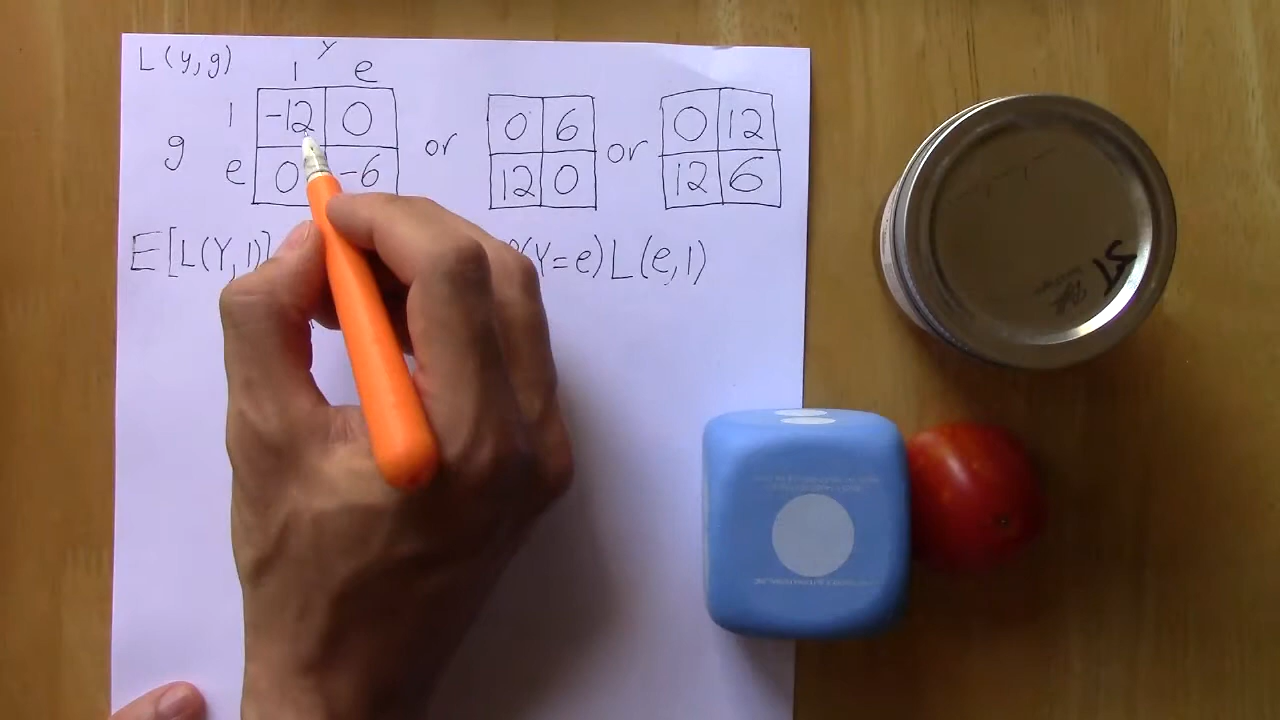 L(y,g)
y
1 e
g
1 -12 0
e 0 -6
or
0 6
12 0
or
0 12
12 6
E[L(Y,1)] (Y=e)L(e,1)